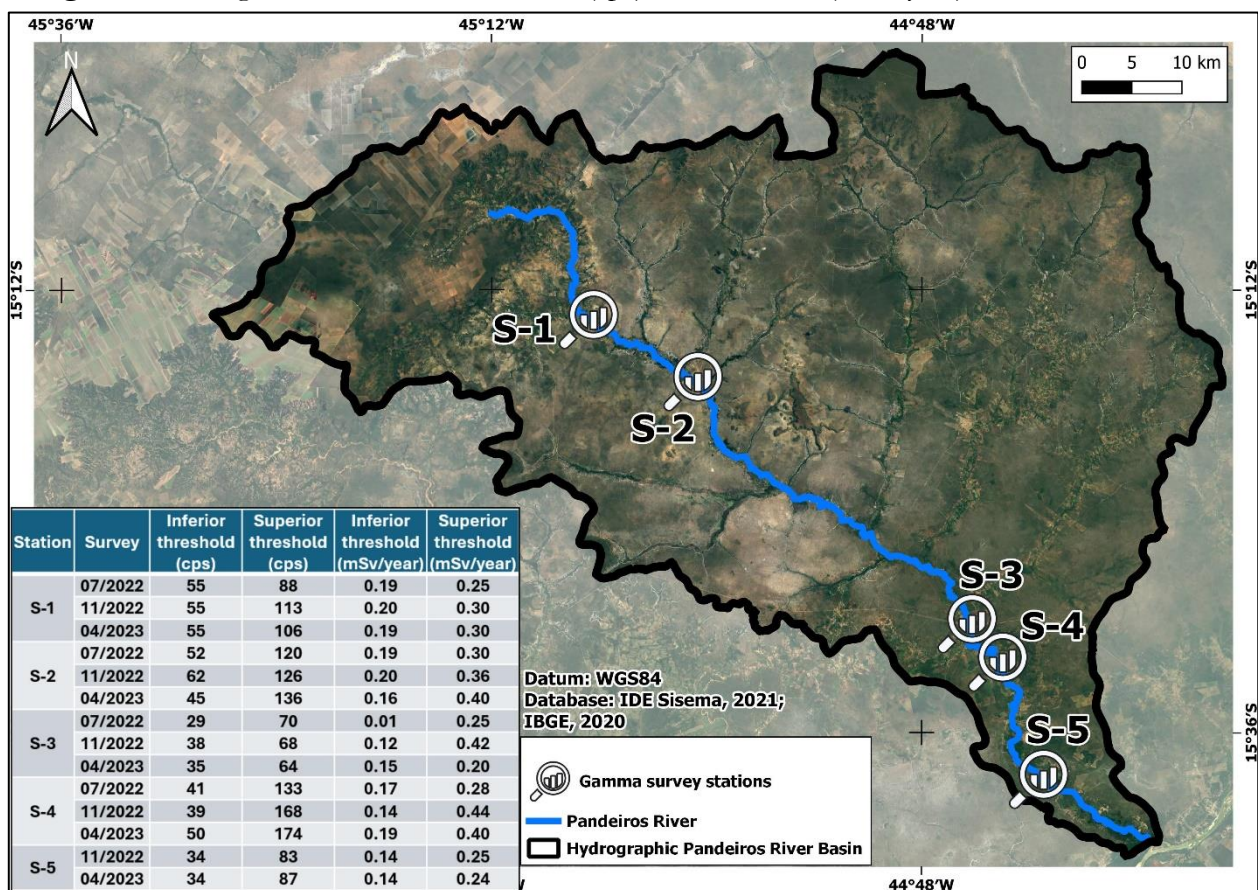 45°36'W 45°12'W 44°48'W
N
0 5 10 km
15°12'S 15°12'S
S-1
S-2
S-3
S-4
S-5
Station Survey Inferior threshold (cps) Superior threshold (cps) Inferior threshold (mSv/year) Superior threshold (mSv/year)
S-1 07/2022 55 88 0.19 0.25
11/2022 55 113 0.20 0.30
04/2023 55 106 0.19 0.30
S-2 07/2022 52 120 0.19 0.30
11/2022 62 126 0.20 0.36
04/2023 45 136 0.16 0.40
S-3 07/2022 29 70 0.01 0.25
11/2022 38 68 0.12 0.42
04/2023 35 64 0.15 0.20
S-4 07/2022 41 133 0.17 0.28
11/2022 39 168 0.14 0.44
04/2023 50 174 0.19 0.40
S-5 11/2022 34 83 0.14 0.25
04/2023 34 87 0.14 0.24
Datum: WGS84
Database: IDE Sisema, 2021;
IBGE, 2020
15°36'S
Gamma survey stations
Pandeiros River
Hydrographic Pandeiros River Basin
44°48'W